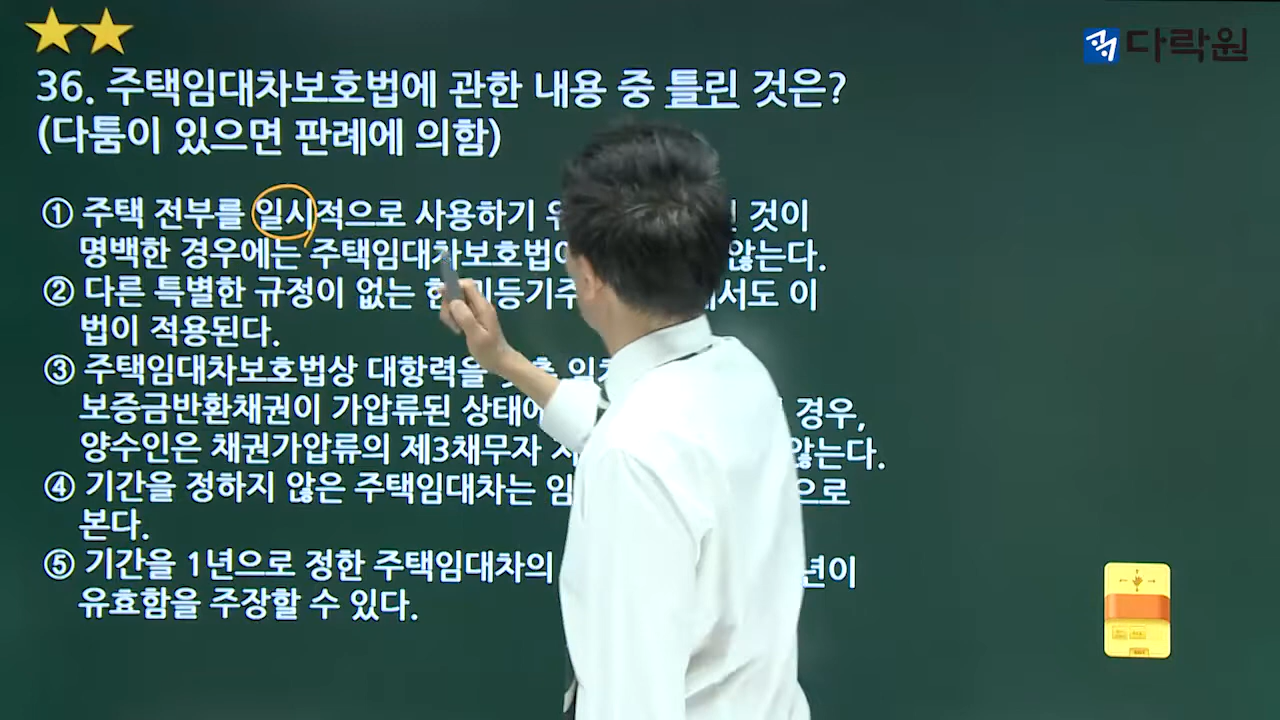 다락원
36. 주택임대차보호법에 관한 내용 중 틀린 것은?
(다툼이 있으면 판례에 의함)
① 주택 전부를 일시적으로 사용하기 것이
명백한 경우에는 주택임대차보호법 않는다.
② 다른 특별한 규정이 없는 한 미등기주 서도 이
법이 적용된다.
③ 주택임대차보호법상 대항력을
보증금반환채권이 가압류된 상태에 경우,
양수인은 채권가압류의 제3채무자 않는다.
④ 기간을 정하지 않은 주택임대차는 으로
본다.
⑤ 기간을 1년으로 정한 주택임대차의 년이
유효함을 주장할 수 있다.